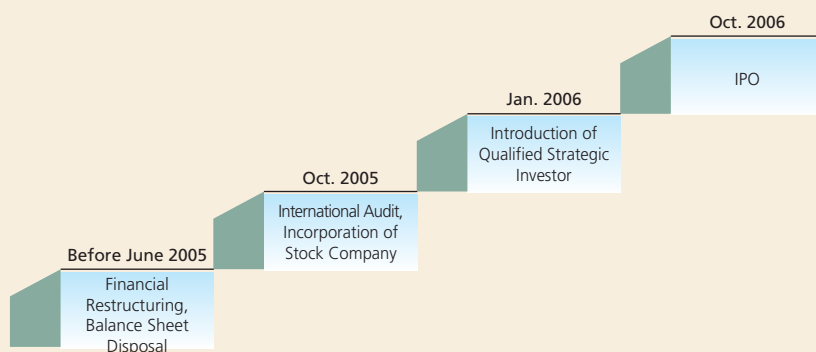 Oct. 2006
IPO
Jan. 2006
Introduction of
Qualified Strategic
Investor
Oct. 2005
International Audit,
Incorporation of
Stock Company
Before June 2005
Financial
Restructuring,
Balance Sheet
Disposal